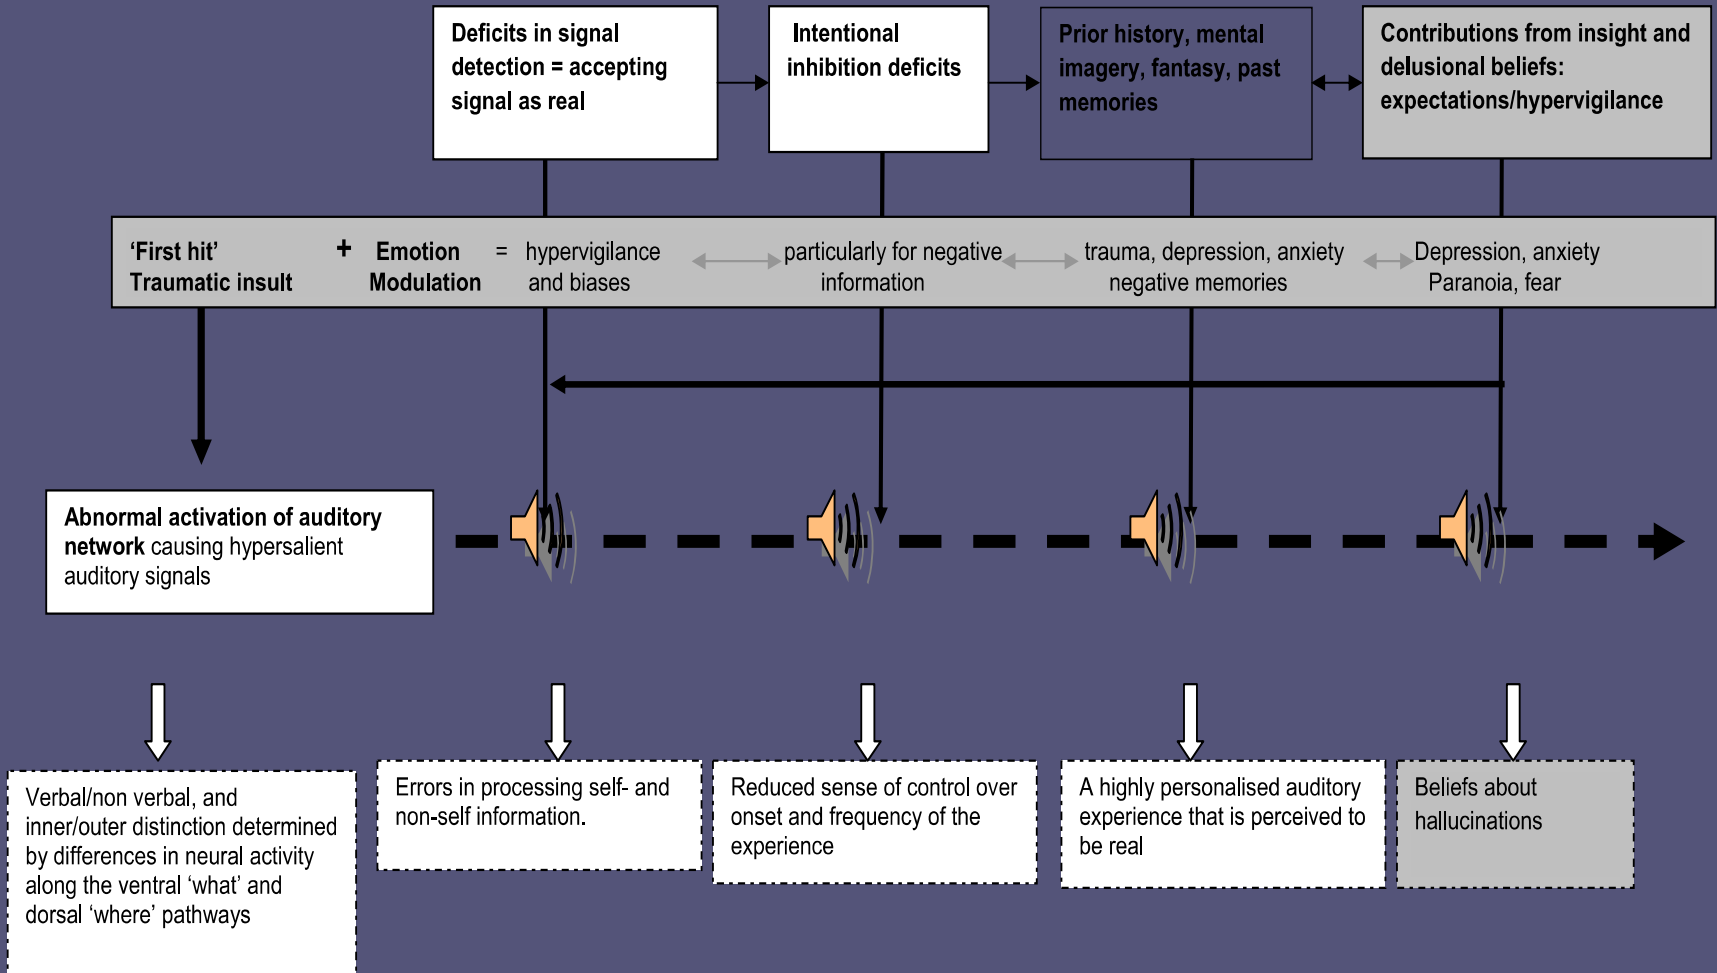 Deficits in signal
detection = accepting
signal as real
Intentional
inhibition deficits
Prior history, mental
imagery, fantasy, past
memories
Contributions from insight and
delusional beliefs:
expectations/hypervigilance
‘First hit’
Traumatic insult
+
Emotion
Modulation
=
hypervigilance
and biases
particularly for negative
information
trauma, depression, anxiety
negative memories
Depression, anxiety
Paranoia, fear
Abnormal activation of auditory
network causing hypersalient
auditory signals
Verbal/non verbal, and
inner/outer distinction determined
by differences in neural activity
along the ventral ‘what’ and
dorsal ‘where’ pathways
Errors in processing self- and
non-self information.
Reduced sense of control over
onset and frequency of the
experience
A highly personalised auditory
experience that is perceived to
be real
Beliefs about
hallucinations